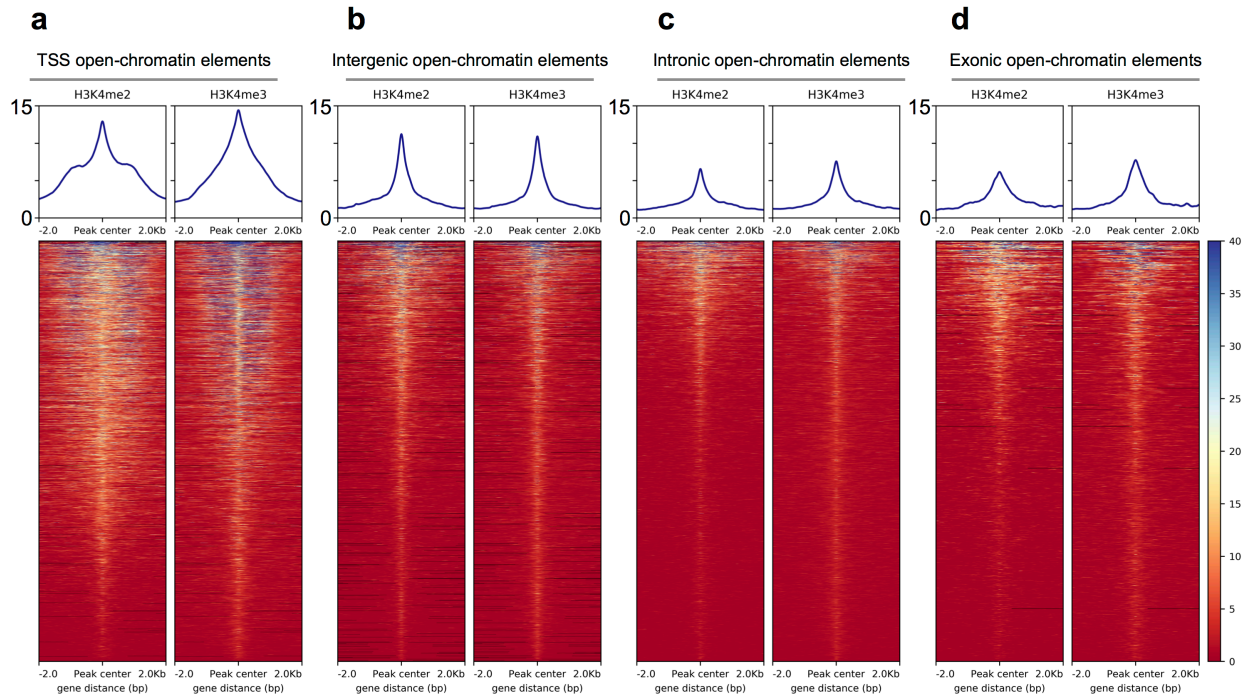 a b c d
TSS open-chromatin elements Intergenic open-chromatin elements Intronic open-chromatin elements Exonic open-chromatin elements
H3K4me2 H3K4me3 H3K4me2 H3K4me3 H3K4me2 H3K4me3 H3K4me2 H3K4me3
15 15 15 15
0 0 0 0
-2.0 Peak center 2.0Kb -2.0 Peak center 2.0Kb -2.0 Peak center 2.0Kb -2.0 Peak center 2.0Kb -2.0 Peak center 2.0Kb -2.0 Peak center 2.0Kb -2.0 Peak center 2.0Kb -2.0 Peak center 2.0Kb
40
35
30
25
20
15
10
5
0
-2.0 Peak center 2.0Kb -2.0 Peak center 2.0Kb -2.0 Peak center 2.0Kb -2.0 Peak center 2.0Kb -2.0 Peak center 2.0Kb -2.0 Peak center 2.0Kb -2.0 Peak center 2.0Kb -2.0 Peak center 2.0Kb
gene distance (bp) gene distance (bp) gene distance (bp) gene distance (bp) gene distance (bp) gene distance (bp) gene distance (bp) gene distance (bp)